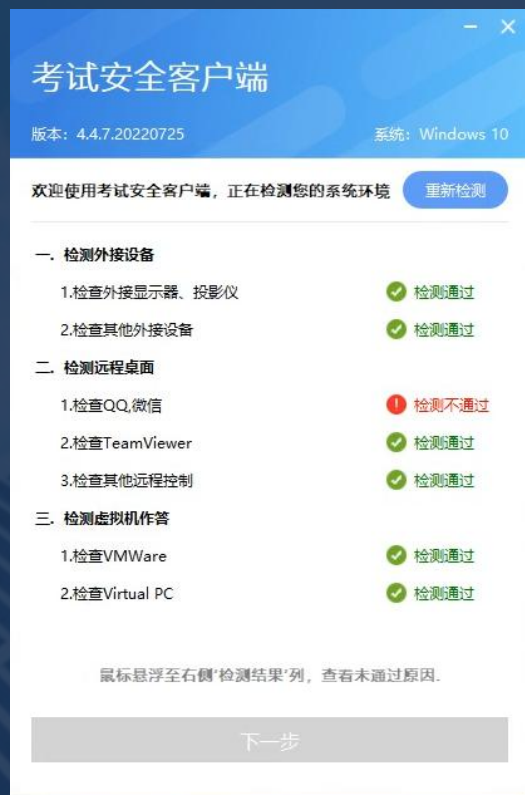 考试安全客户端
版本：4.4.7.20220725 系统：Windows 10
欢迎使用考试安全客户端，正在检测您的系统环境 重新检测
一. 检测外接设备
1.检查外接显示器、投影仪 检测通过
2.检查其他外接设备 检测通过
二. 检测远程桌面
1.检查QQ,微信 检测不通过
2.检查TeamViewer 检测通过
3.检查其他远程控制 检测通过
三. 检测虚拟机作答
1.检查VMWare 检测通过
2.检查Virtual PC 检测通过
鼠标悬浮至右侧'检测结果'列，查看未通过原因.
下一步